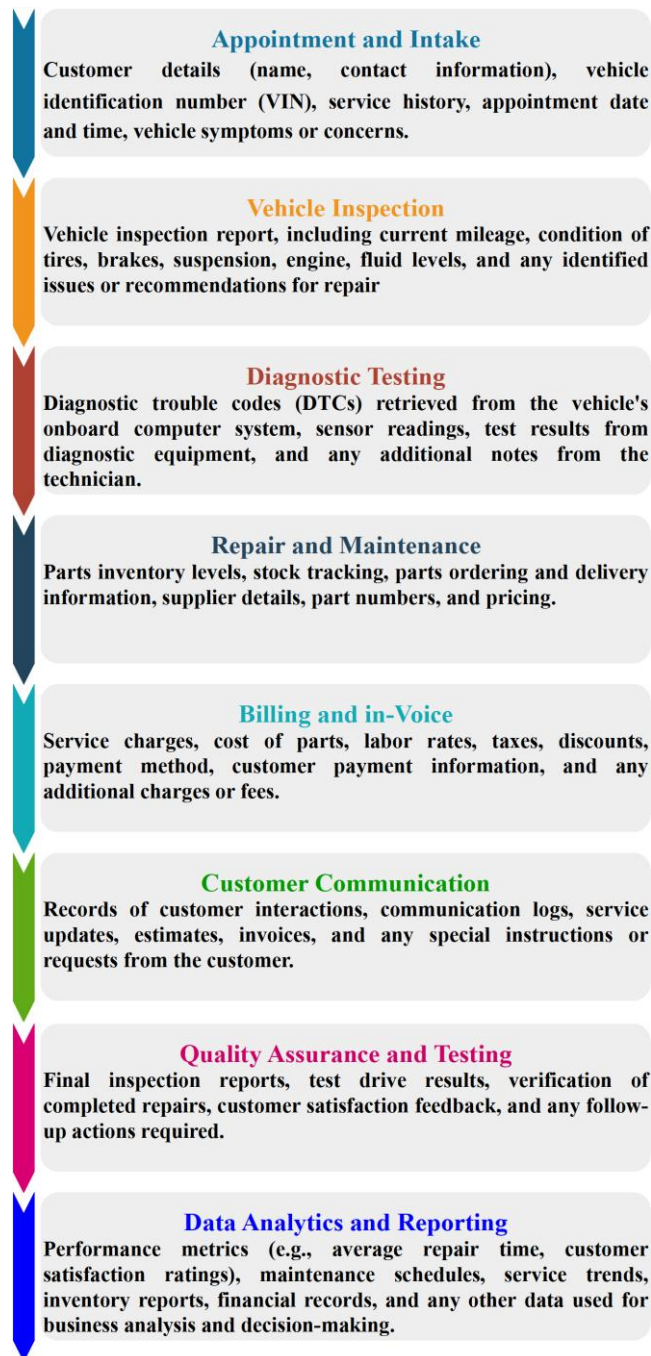 Appointment and Intake
Customer details (name, contact information), vehicle
identification number (VIN), service history, appointment date
and time, vehicle symptoms or concerns.
Vehicle Inspection
Vehicle inspection report, including current mileage, condition of
tires, brakes, suspension, engine, fluid levels, and any identified
issues or recommendations for repair
Diagnostic Testing
Diagnostic trouble codes (DTCs) retrieved from the vehicle's
onboard computer system, sensor readings, test results from
diagnostic equipment, and any additional notes from the
technician.
Repair and Maintenance
Parts inventory levels, stock tracking, parts ordering and delivery
information, supplier details, part numbers, and pricing.
Billing and in-Voice
Service charges, cost of parts, labor rates, taxes, discounts,
payment method, customer payment information, and any
additional charges or fees.
Customer Communication
Records of customer interactions, communication logs, service
updates, estimates, invoices, and any special instructions or
requests from the customer.
Quality Assurance and Testing
Final inspection reports, test drive results, verification of
completed repairs, customer satisfaction feedback, and any follow-
up actions required.
Data Analytics and Reporting
Performance metrics (e.g., average repair time, customer
satisfaction ratings), maintenance schedules, service trends,
inventory reports, financial records, and any other data used for
business analysis and decision-making.